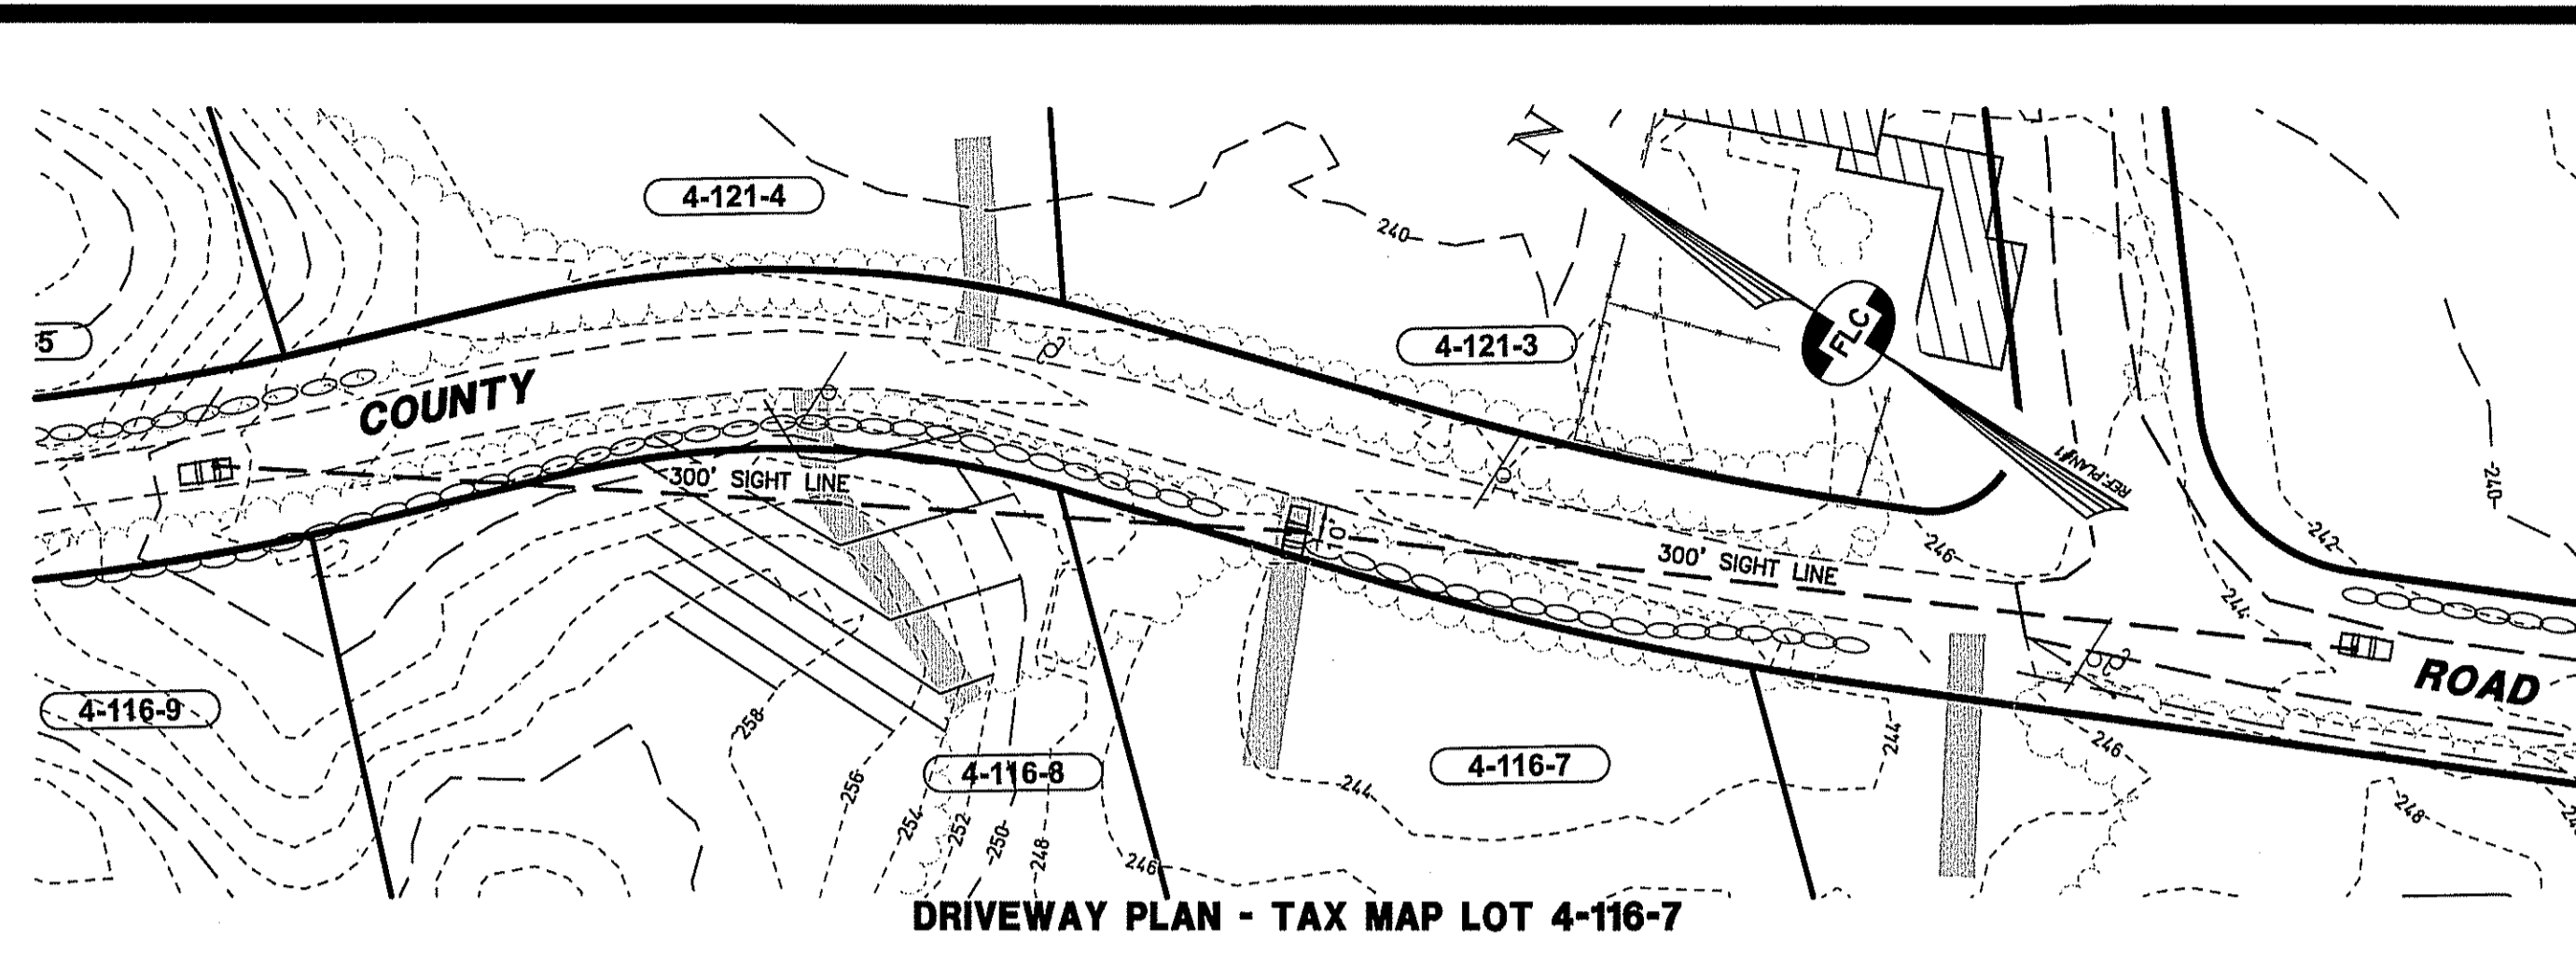 N
4-121-4
240
4-121-3
5
FLC
REF. PLAN #1
COUNTY
300' SIGHT LINE
10'
300' SIGHT LINE
246
242
240
244
ROAD
4-116-9
258
256
254
252
250
248
246
4-116-8
244
4-116-7
244
246
248
DRIVEWAY PLAN - TAX MAP LOT 4-116-7